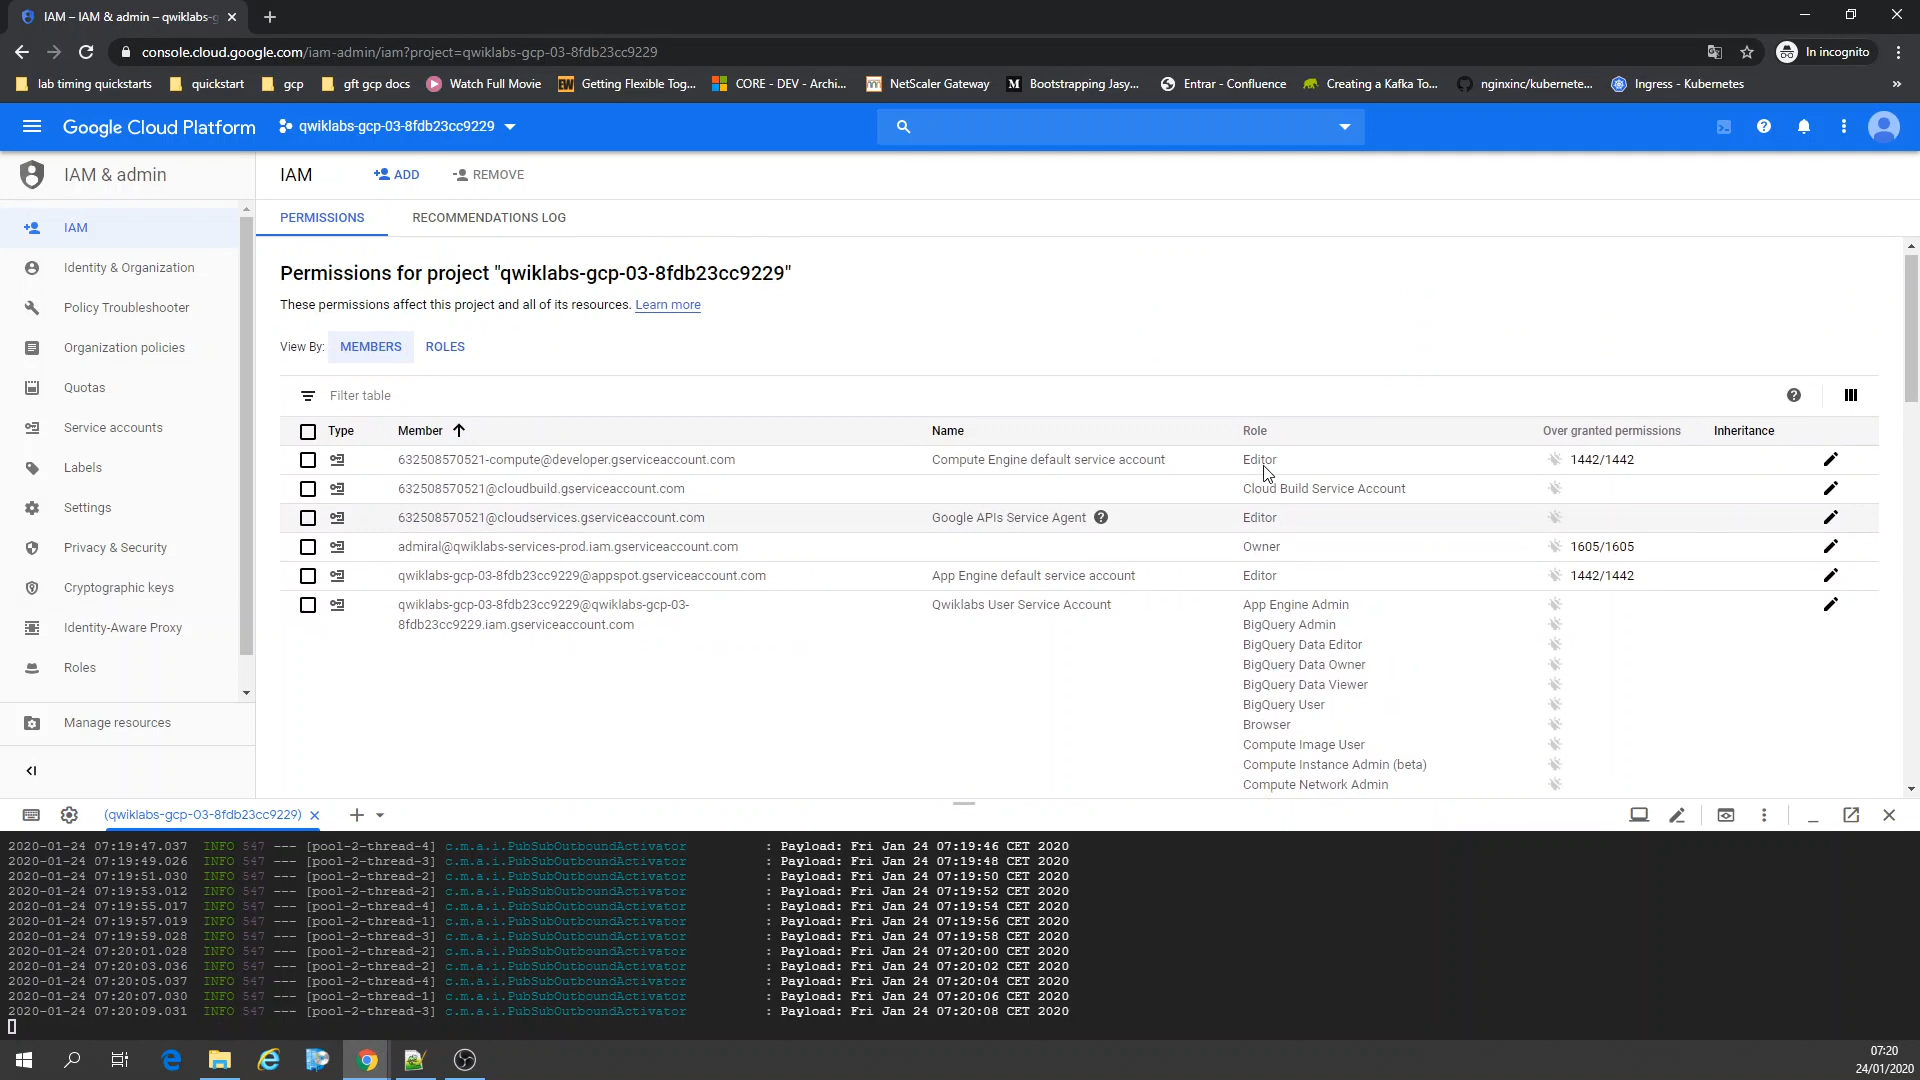 IAM – IAM & admin – qwiklabs-g
console.cloud.google.com/iam-admin/iam?project=qwiklabs-gcp-03-8fdb23cc9229
In incognito
lab timing quickstarts
quickstart
gcp
gft gcp docs
Watch Full Movie
EW
Getting Flexible Tog...
CORE - DEV - Archi...
NetScaler Gateway
M
Bootstrapping Jasy...
Entrar - Confluence
Creating a Kafka To...
nginxinc/kubernete...
Ingress - Kubernetes
»
Google Cloud Platform
qwiklabs-gcp-03-8fdb23cc9229
IAM & admin
IAM
ADD
REMOVE
IAM
Identity & Organization
Policy Troubleshooter
Organization policies
Quotas
Service accounts
Labels
Settings
Privacy & Security
Cryptographic keys
Identity-Aware Proxy
Roles
Manage resources
PERMISSIONS
RECOMMENDATIONS LOG
Permissions for project "qwiklabs-gcp-03-8fdb23cc9229"
These permissions affect this project and all of its resources. Learn more
View By: MEMBERS ROLES
Filter table
Type Member Name Role Over granted permissions Inheritance
632508570521-compute@developer.gserviceaccount.com Compute Engine default service account Editor 1442/1442
632508570521@cloudbuild.gserviceaccount.com Cloud Build Service Account
632508570521@cloudservices.gserviceaccount.com Google APIs Service Agent Editor
admiral@qwiklabs-services-prod.iam.gserviceaccount.com Owner 1605/1605
qwiklabs-gcp-03-8fdb23cc9229@appspot.gserviceaccount.com App Engine default service account Editor 1442/1442
qwiklabs-gcp-03-8fdb23cc9229@qwiklabs-gcp-03- Qwiklabs User Service Account App Engine Admin
8fdb23cc9229.iam.gserviceaccount.com BigQuery Admin
BigQuery Data Editor
BigQuery Data Owner
BigQuery Data Viewer
BigQuery User
Browser
Compute Image User
Compute Instance Admin (beta)
Compute Network Admin
(qwiklabs-gcp-03-8fdb23cc9229)
2020-01-24 07:19:47.037 INFO 547 --- [pool-2-thread-4] c.m.a.i.PubSubOutboundActivator : Payload: Fri Jan 24 07:19:46 CET 2020
2020-01-24 07:19:49.026 INFO 547 --- [pool-2-thread-3] c.m.a.i.PubSubOutboundActivator : Payload: Fri Jan 24 07:19:48 CET 2020
2020-01-24 07:19:51.030 INFO 547 --- [pool-2-thread-2] c.m.a.i.PubSubOutboundActivator : Payload: Fri Jan 24 07:19:50 CET 2020
2020-01-24 07:19:53.012 INFO 547 --- [pool-2-thread-2] c.m.a.i.PubSubOutboundActivator : Payload: Fri Jan 24 07:19:52 CET 2020
2020-01-24 07:19:55.017 INFO 547 --- [pool-2-thread-4] c.m.a.i.PubSubOutboundActivator : Payload: Fri Jan 24 07:19:54 CET 2020
2020-01-24 07:19:57.019 INFO 547 --- [pool-2-thread-1] c.m.a.i.PubSubOutboundActivator : Payload: Fri Jan 24 07:19:56 CET 2020
2020-01-24 07:19:59.028 INFO 547 --- [pool-2-thread-3] c.m.a.i.PubSubOutboundActivator : Payload: Fri Jan 24 07:19:58 CET 2020
2020-01-24 07:20:01.028 INFO 547 --- [pool-2-thread-2] c.m.a.i.PubSubOutboundActivator : Payload: Fri Jan 24 07:20:00 CET 2020
2020-01-24 07:20:03.036 INFO 547 --- [pool-2-thread-2] c.m.a.i.PubSubOutboundActivator : Payload: Fri Jan 24 07:20:02 CET 2020
2020-01-24 07:20:05.037 INFO 547 --- [pool-2-thread-4] c.m.a.i.PubSubOutboundActivator : Payload: Fri Jan 24 07:20:04 CET 2020
2020-01-24 07:20:07.030 INFO 547 --- [pool-2-thread-1] c.m.a.i.PubSubOutboundActivator : Payload: Fri Jan 24 07:20:06 CET 2020
2020-01-24 07:20:09.031 INFO 547 --- [pool-2-thread-3] c.m.a.i.PubSubOutboundActivator : Payload: Fri Jan 24 07:20:08 CET 2020
07:20
24/01/2020